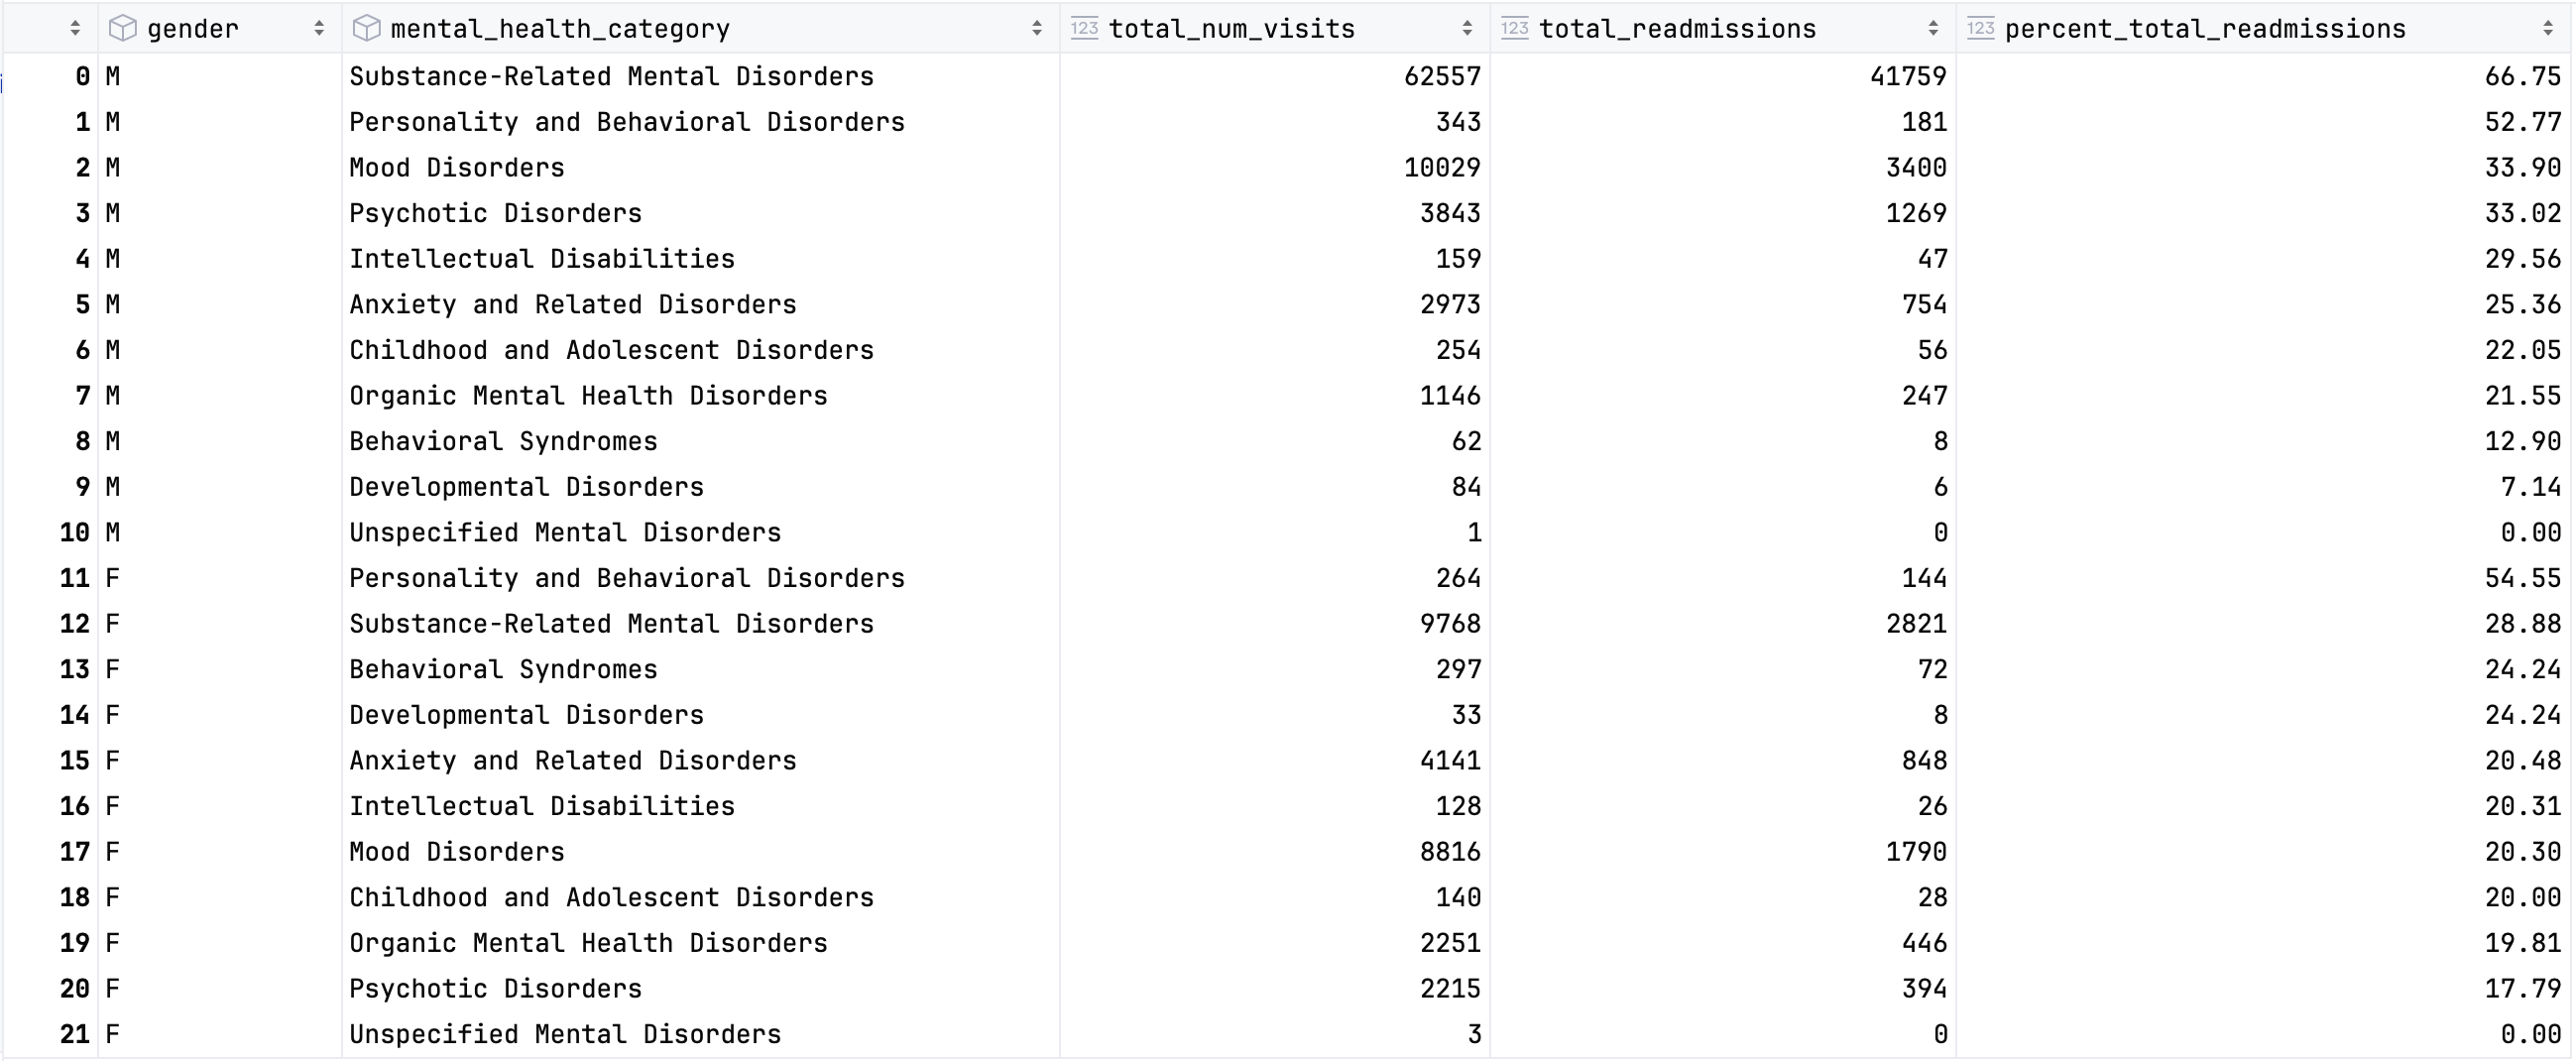 gender mental_health_category 123 total_num_visits 123 total_readmissions 123 percent_total_readmissions
0 M Substance-Related Mental Disorders 62557 41759 66.75
1 M Personality and Behavioral Disorders 343 181 52.77
2 M Mood Disorders 10029 3400 33.90
3 M Psychotic Disorders 3843 1269 33.02
4 M Intellectual Disabilities 159 47 29.56
5 M Anxiety and Related Disorders 2973 754 25.36
6 M Childhood and Adolescent Disorders 254 56 22.05
7 M Organic Mental Health Disorders 1146 247 21.55
8 M Behavioral Syndromes 62 8 12.90
9 M Developmental Disorders 84 6 7.14
10 M Unspecified Mental Disorders 1 0 0.00
11 F Personality and Behavioral Disorders 264 144 54.55
12 F Substance-Related Mental Disorders 9768 2821 28.88
13 F Behavioral Syndromes 297 72 24.24
14 F Developmental Disorders 33 8 24.24
15 F Anxiety and Related Disorders 4141 848 20.48
16 F Intellectual Disabilities 128 26 20.31
17 F Mood Disorders 8816 1790 20.30
18 F Childhood and Adolescent Disorders 140 28 20.00
19 F Organic Mental Health Disorders 2251 446 19.81
20 F Psychotic Disorders 2215 394 17.79
21 F Unspecified Mental Disorders 3 0 0.00